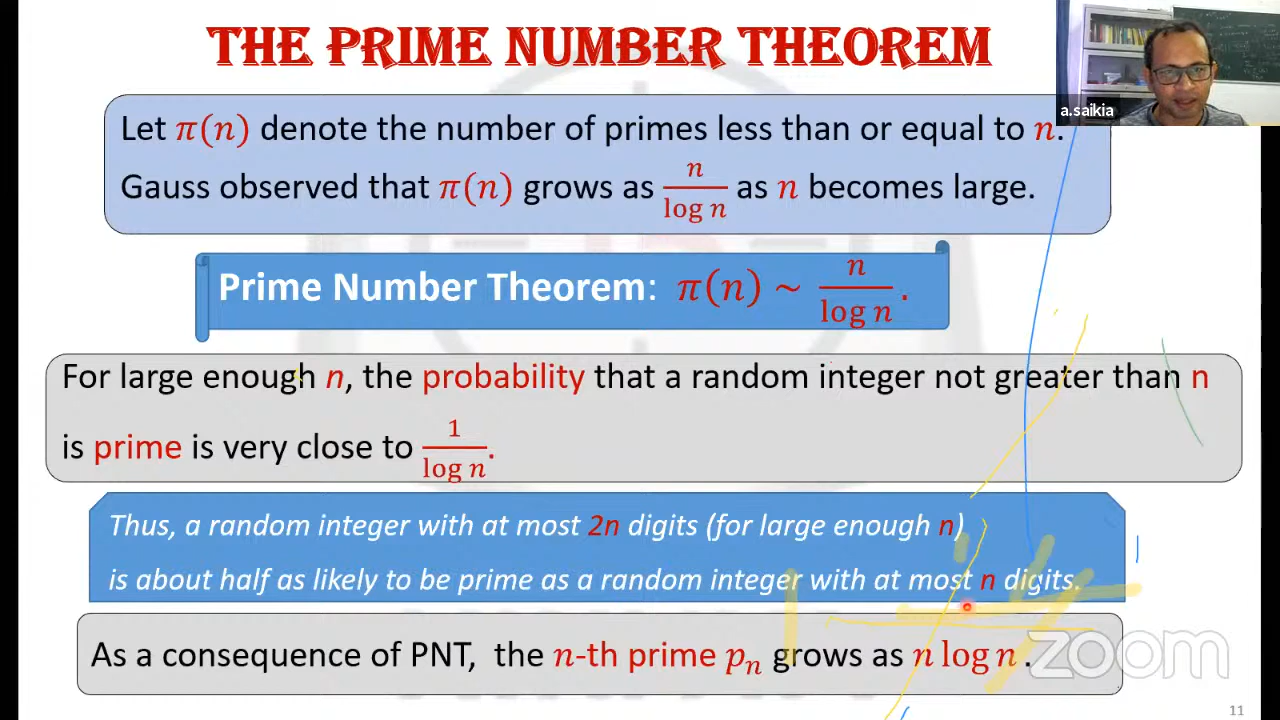 THE PRIME NUMBER THEOREM
a.saikia
Let π(n) denote the number of primes less than or equal to n.
Gauss observed that π(n) grows as n/log n as n becomes large.
Prime Number Theorem: π(n) ~ n/log n.
For large enough n, the probability that a random integer not greater than n
is prime is very close to 1/log n.
Thus, a random integer with at most 2n digits (for large enough n)
is about half as likely to be prime as a random integer with at most n digits.
As a consequence of PNT, the n-th prime pₙ grows as n log n.
zoom
11